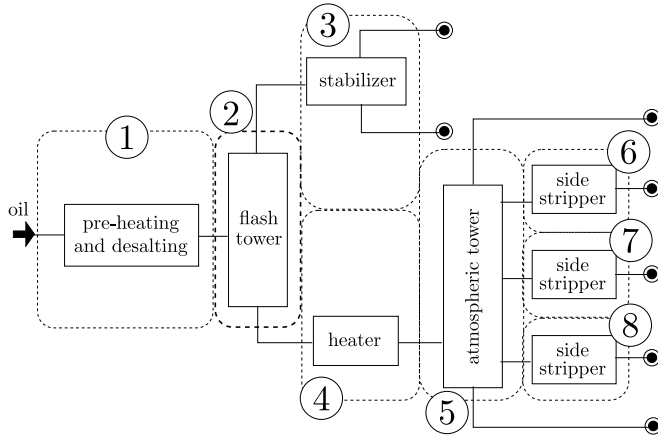 3
stabilizer
2
1
6
side
stripper
oil
pre-heating
and desalting
flash
tower
atmospheric tower
7
side
stripper
8
heater
side
stripper
4
5